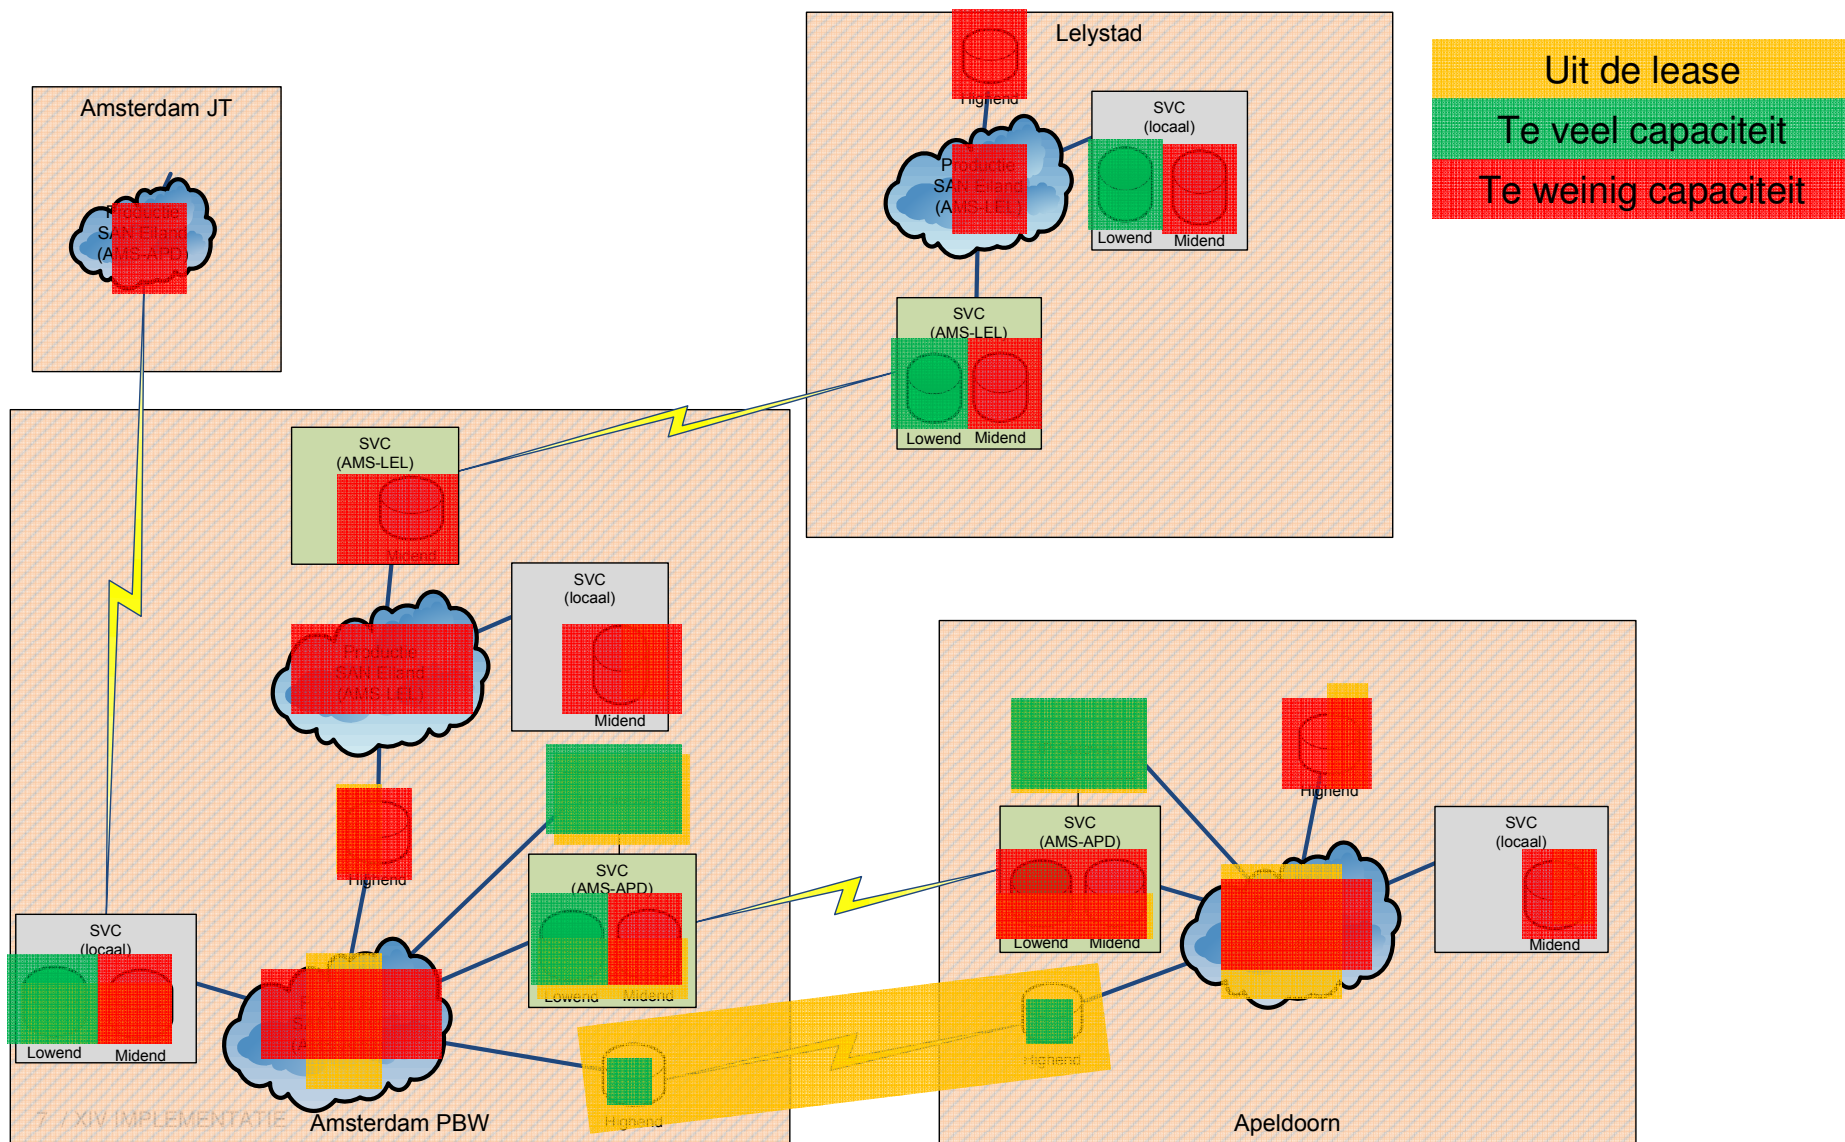 Lelystad
Uit de lease
Te veel capaciteit
Te weinig capaciteit
Amsterdam JT
Productie
SAN Eiland
(AMS-APD)
Highend
SVC
(locaal)
Lowend
Midend
Productie
SAN Eiland
(AMS-LEL)
SVC
(AMS-LEL)
Lowend
Midend
SVC
(AMS-LEL)
Midend
SVC
(locaal)
Midend
Productie
SAN Eiland
(AMS-LEL)
Highend
SVC
(AMS-APD)
Lowend
Midend
SVC
(locaal)
Lowend
Midend
Highend
7 / XIV IMPLEMENTATIE
Amsterdam PBW
Highend
SVC
(AMS-APD)
Lowend
Midend
SVC
(locaal)
Midend
Highend
Apeldoorn